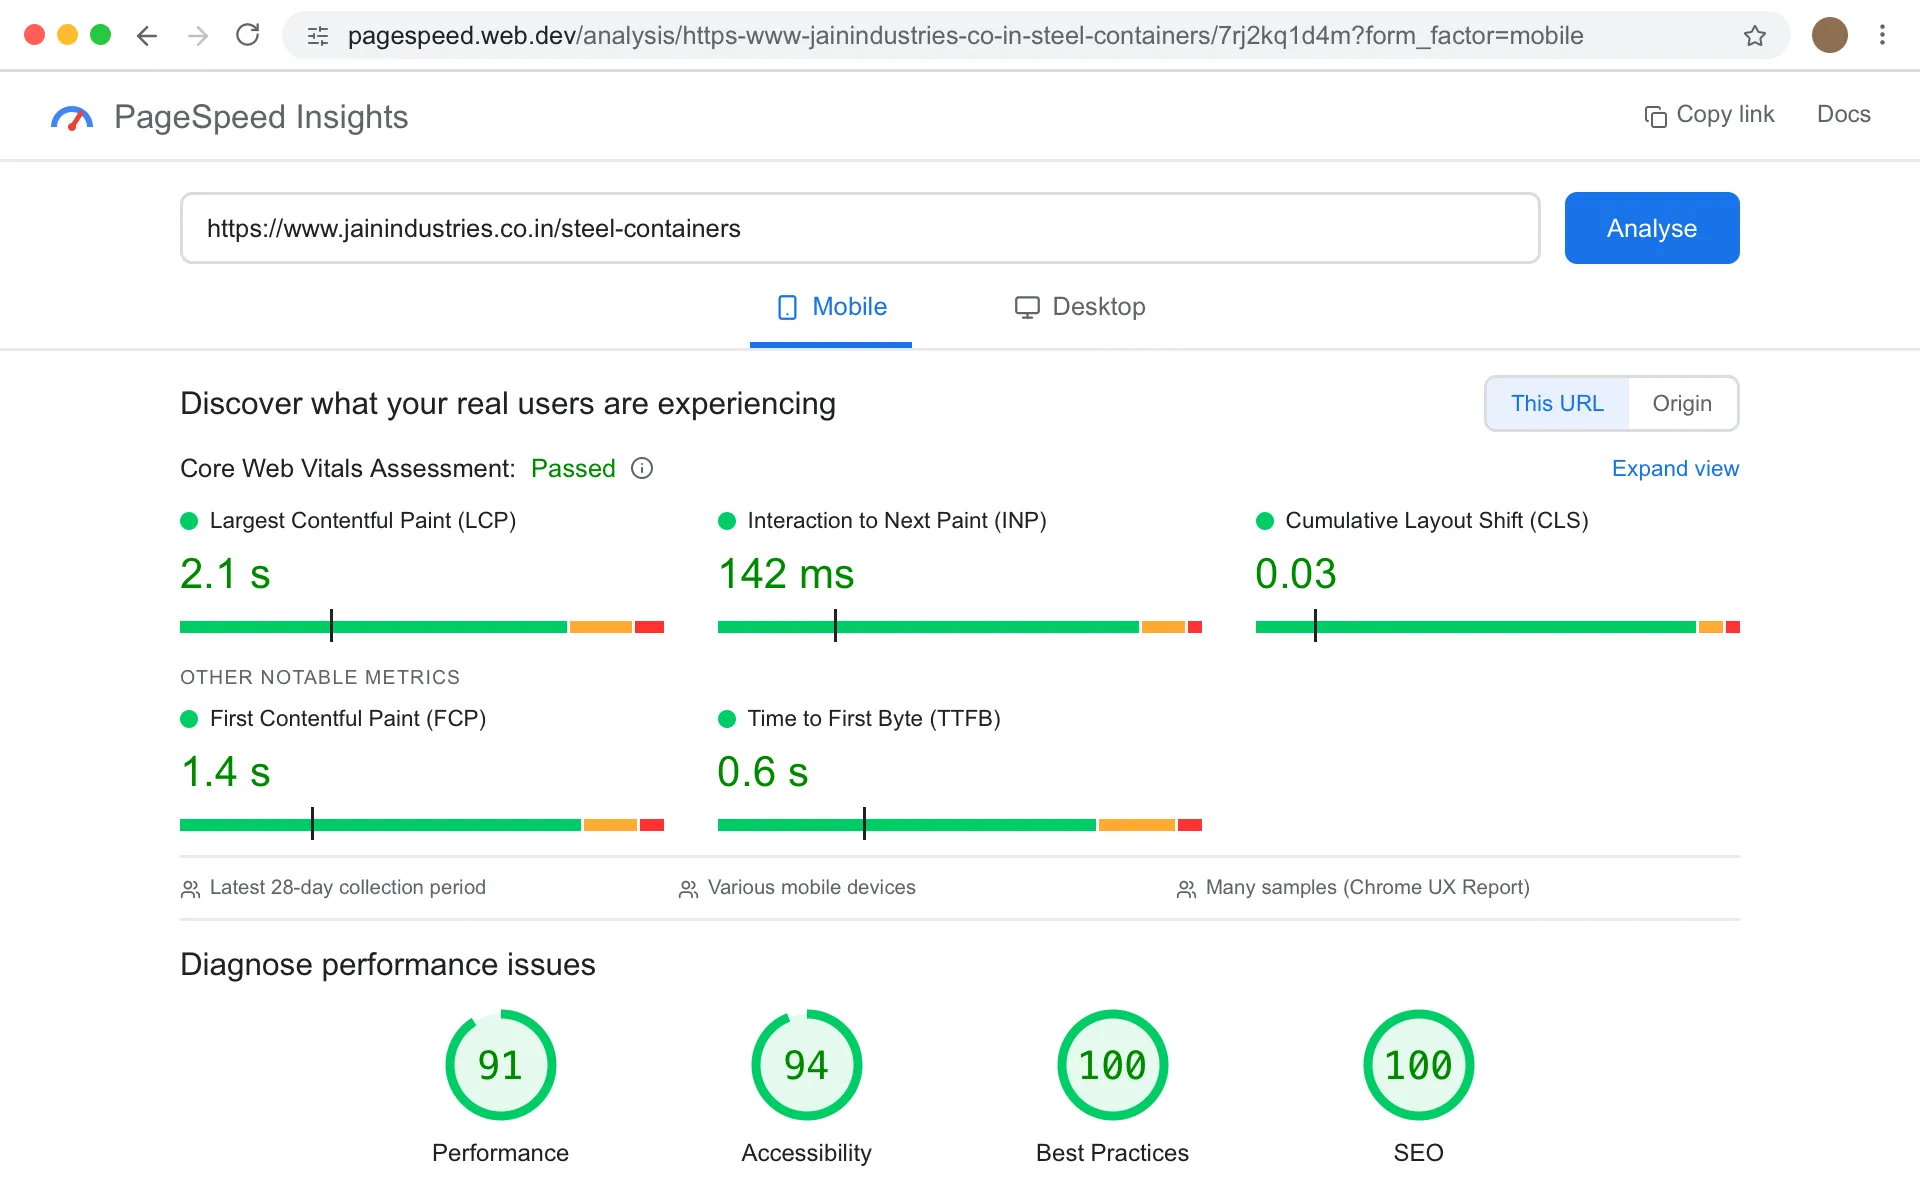 pagespeed.web.dev/analysis/https-www-jainindustries-co-in-steel-containers/7rj2kq1d4m?form_factor=mobile
PageSpeed Insights
Copy link
Docs
https://www.jainindustries.co.in/steel-containers
Analyse
Mobile
Desktop
Discover what your real users are experiencing
This URL
Origin
Core Web Vitals Assessment: Passed
Expand view
Largest Contentful Paint (LCP)
2.1 s
Interaction to Next Paint (INP)
142 ms
Cumulative Layout Shift (CLS)
0.03
OTHER NOTABLE METRICS
First Contentful Paint (FCP)
1.4 s
Time to First Byte (TTFB)
0.6 s
Latest 28-day collection period
Various mobile devices
Many samples (Chrome UX Report)
Diagnose performance issues
91
Performance
94
Accessibility
100
Best Practices
100
SEO